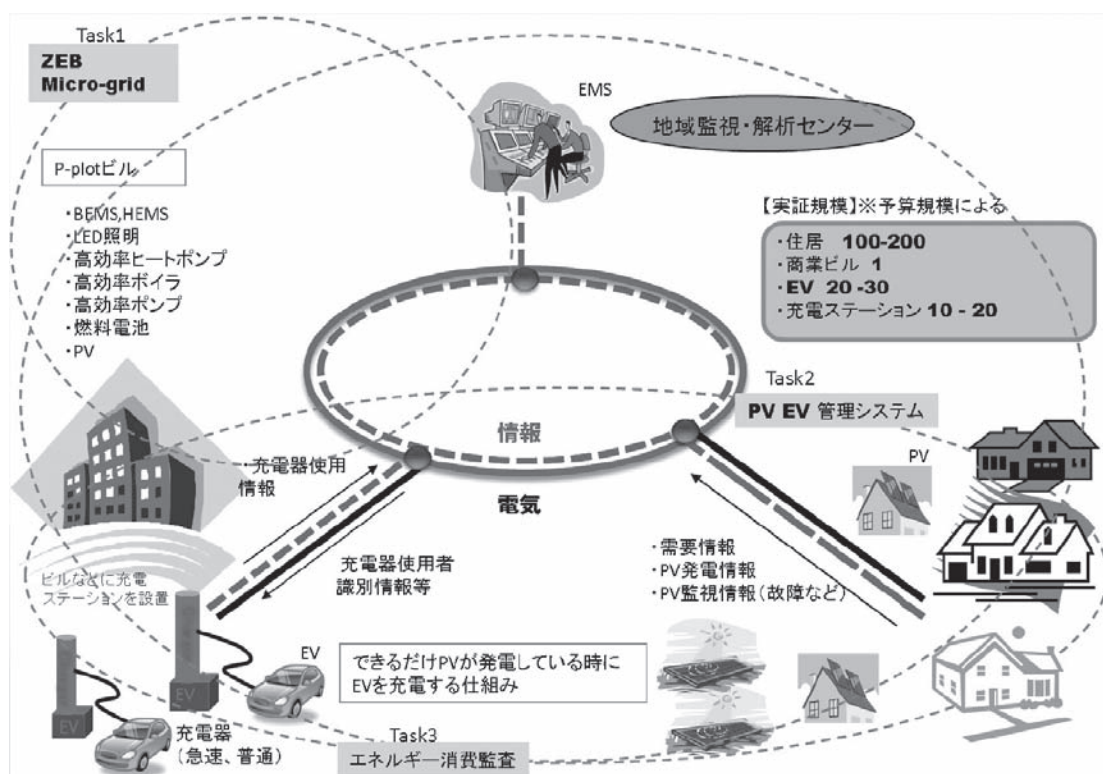 Task1
ZEB
Micro-grid
EMS
地域監視・解析センター
P-plotビル
・BEMS,HEMS
・LED照明
・高効率ヒートポンプ
・高効率ボイラ
・高効率ポンプ
・燃料電池
・PV
【実証規模】※予算規模による
・住居 100-200
・商業ビル 1
・EV 20 -30
・充電ステーション 10 - 20
Task2
PV EV 管理システム
情報
電気
PV
・充電器使用
情報
充電器使用者
識別情報等
・需要情報
・PV発電情報
・PV監視情報(故障など)
ビルなどに充電
ステーションを設置
EV
EV
EV
できるだけPVが発電している時に
EVを充電する仕組み
充電器
(急速、普通)
Task3
エネルギー消費監査